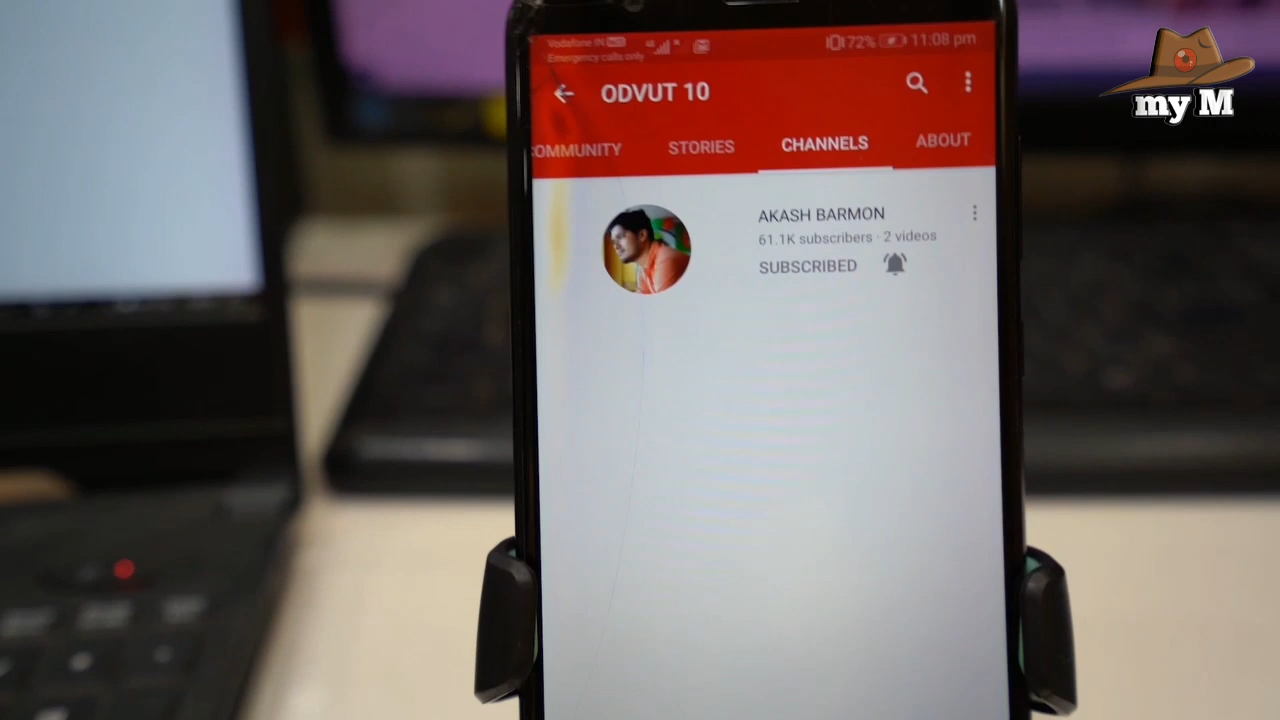 Vodafone IN
72% 11:08 pm
Emergency calls only
ODVUT 10
OMMUNITY STORIES CHANNELS ABOUT
AKASH BARMON
61.1K subscribers · 2 videos
SUBSCRIBED
my M